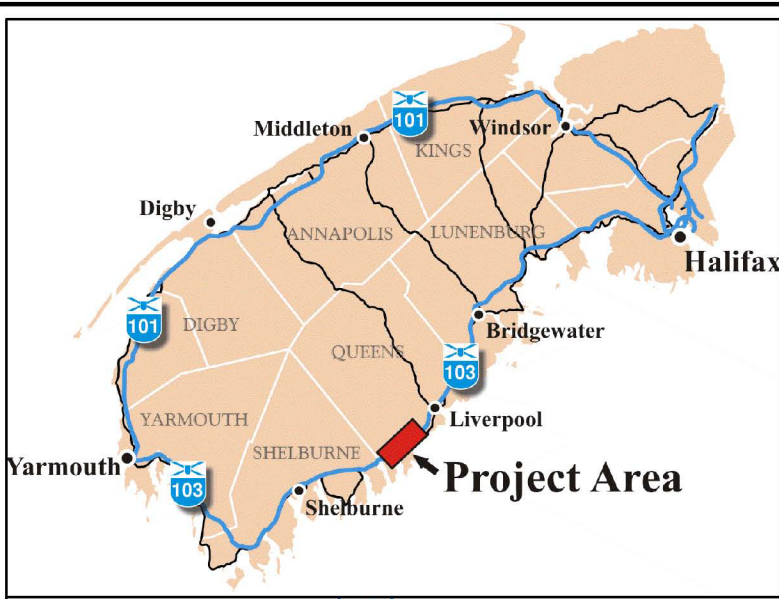 101
Middleton
Windsor
KINGS
Digby
ANNAPOLIS
LUNENBURG
Halifax
101
DIGBY
Bridgewater
QUEENS
103
Liverpool
YARMOUTH
SHELBURNE
Yarmouth
103
Project Area
Shelburne